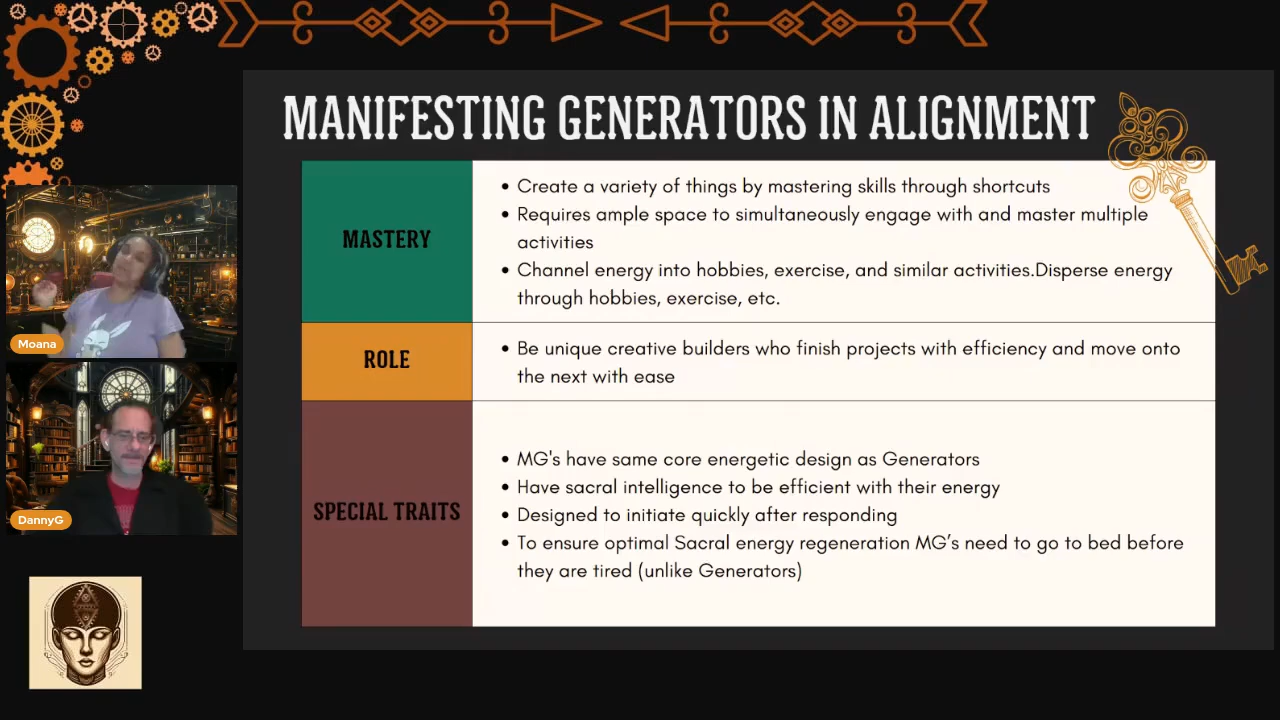 MANIFESTING GENERATORS IN ALIGNMENT
MASTERY
• Create a variety of things by mastering skills through shortcuts
• Requires ample space to simultaneously engage with and master multiple
activities
• Channel energy into hobbies, exercise, and similar activities.Disperse energy
through hobbies, exercise, etc.
ROLE
• Be unique creative builders who finish projects with efficiency and move onto
the next with ease
SPECIAL TRAITS
• MG's have same core energetic design as Generators
• Have sacral intelligence to be efficient with their energy
• Designed to initiate quickly after responding
• To ensure optimal Sacral energy regeneration MG’s need to go to bed before
they are tired (unlike Generators)
Moana
DannyG